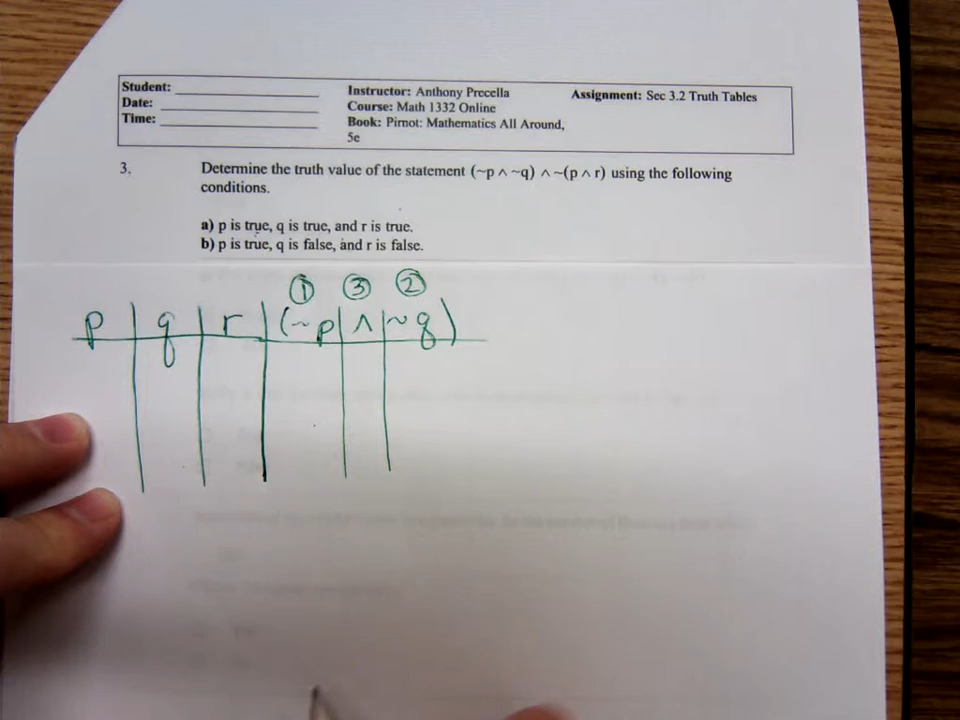 Student: Instructor: Anthony Precella Assignment: Sec 3.2 Truth Tables
Date: Course: Math 1332 Online
Time: Book: Pirnot: Mathematics All Around,
5e
3. Determine the truth value of the statement (~p ∧ ~q) ∧ ~(p ∧ r) using the following
conditions.
a) p is true, q is true, and r is true.
b) p is true, q is false, and r is false.
① ③ ②
p | q | r | (~p | ∧ | ~q)